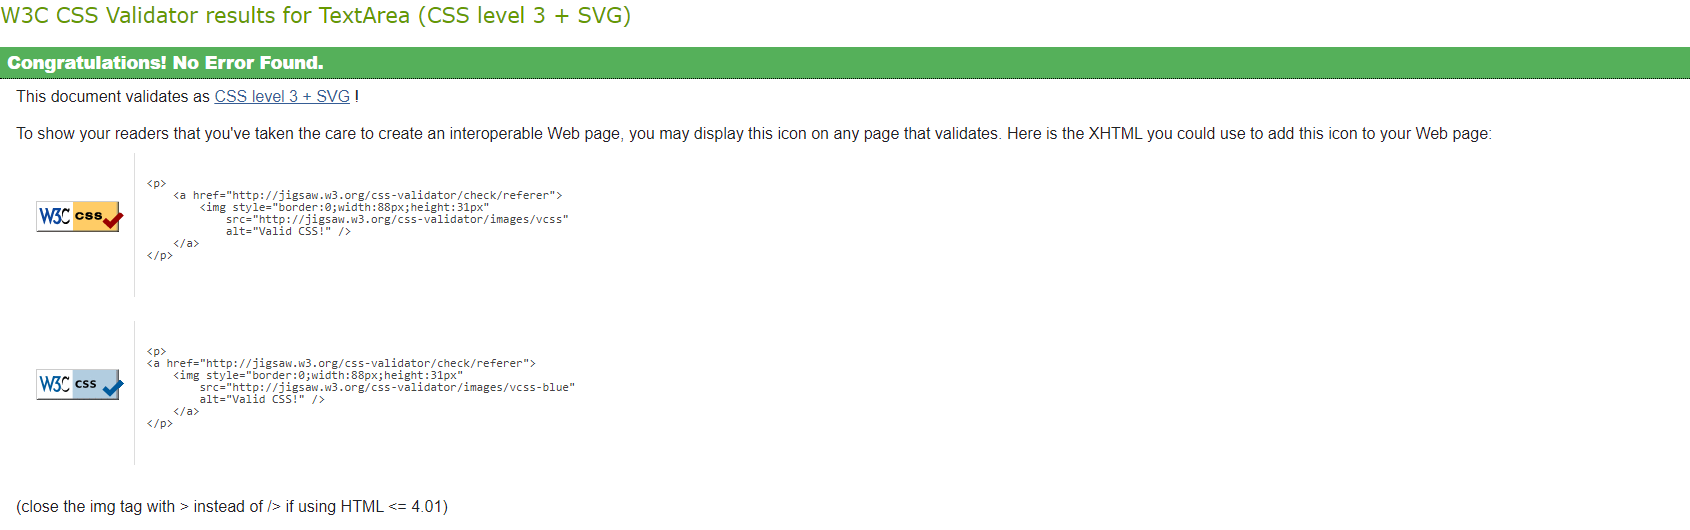 W3C CSS Validator results for TextArea (CSS level 3 + SVG)
Congratulations! No Error Found.
This document validates as CSS level 3 + SVG !
To show your readers that you've taken the care to create an interoperable Web page, you may display this icon on any page that validates. Here is the XHTML you could use to add this icon to your Web page:
W3C css
<p>
<a href="http://jigsaw.w3.org/css-validator/check/referer">
<img style="border:0;width:88px;height:31px"
src="http://jigsaw.w3.org/css-validator/images/vcss"
alt="Valid CSS!" />
</a>
</p>
W3C css
<p>
<a href="http://jigsaw.w3.org/css-validator/check/referer">
<img style="border:0;width:88px;height:31px"
src="http://jigsaw.w3.org/css-validator/images/vcss-blue"
alt="Valid CSS!" />
</a>
</p>
(close the img tag with > instead of /> if using HTML <= 4.01)